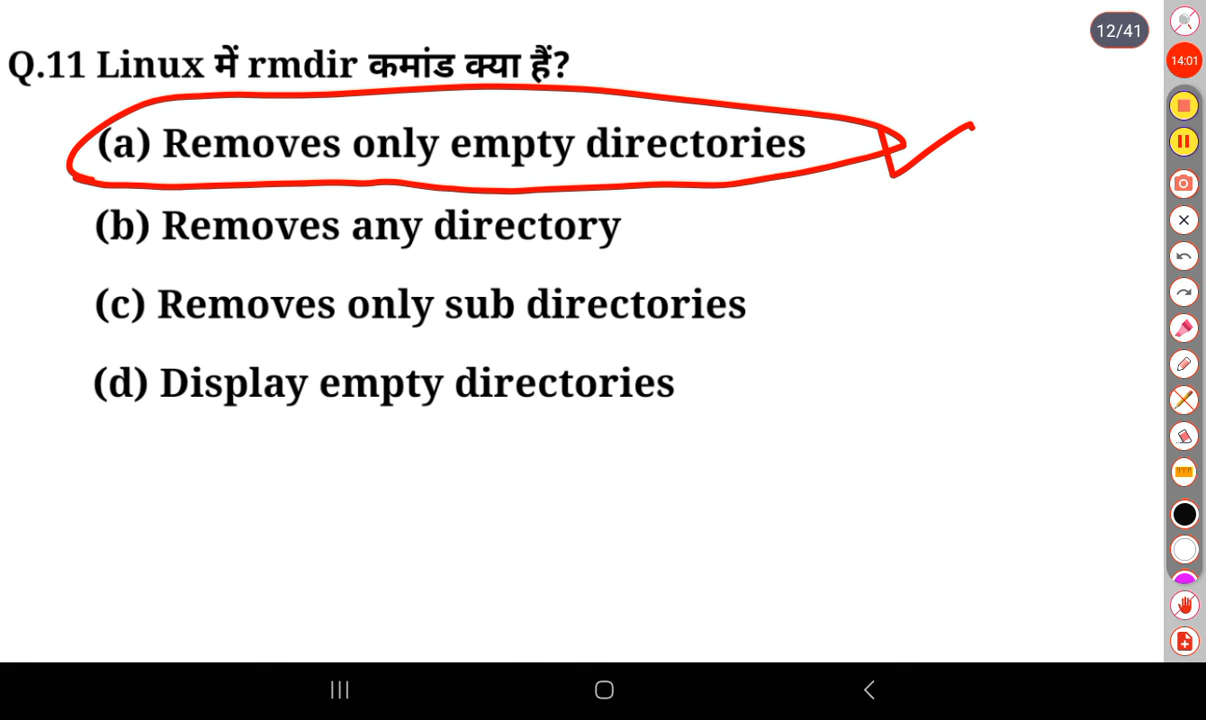 12/41
14:01
Q.11 Linux में rmdir कमांड क्या हैं?
(a) Removes only empty directories
(b) Removes any directory
(c) Removes only sub directories
(d) Display empty directories